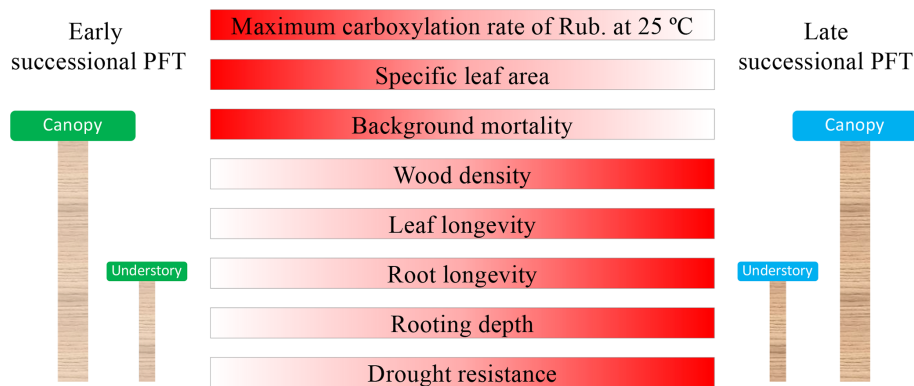 Early
successional PFT
Canopy
Understory
Maximum carboxylation rate of Rub. at 25 ºC
Specific leaf area
Background mortality
Wood density
Leaf longevity
Root longevity
Rooting depth
Drought resistance
Late
successional PFT
Canopy
Understory